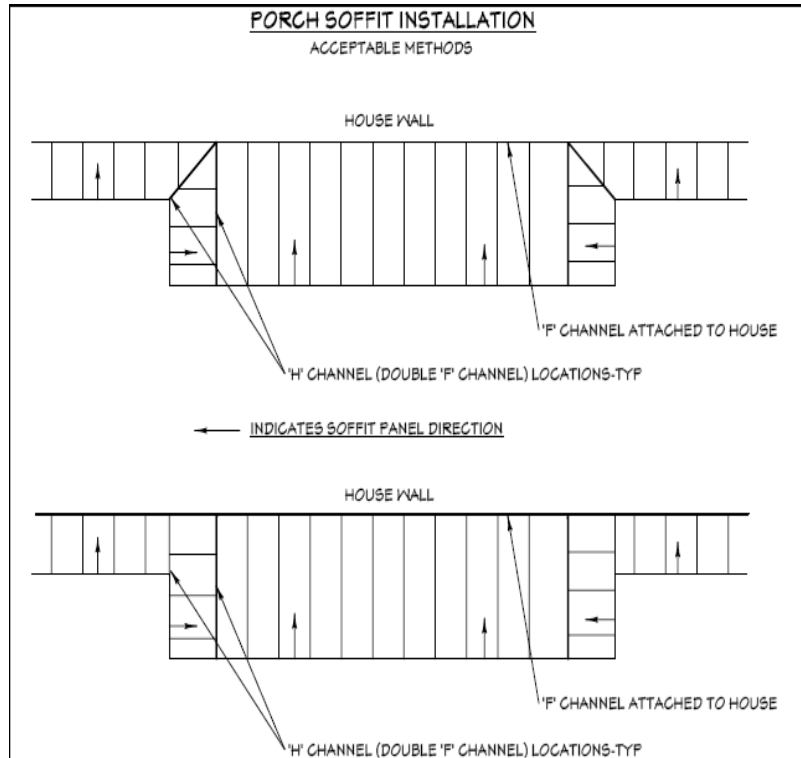 PORCH SOFFIT INSTALLATION
ACCEPTABLE METHODS
HOUSE WALL
'F' CHANNEL ATTACHED TO HOUSE
'H' CHANNEL (DOUBLE 'F' CHANNEL) LOCATIONS-TYP
INDICATES SOFFIT PANEL DIRECTION
HOUSE WALL
'F' CHANNEL ATTACHED TO HOUSE
'H' CHANNEL (DOUBLE 'F' CHANNEL) LOCATIONS-TYP